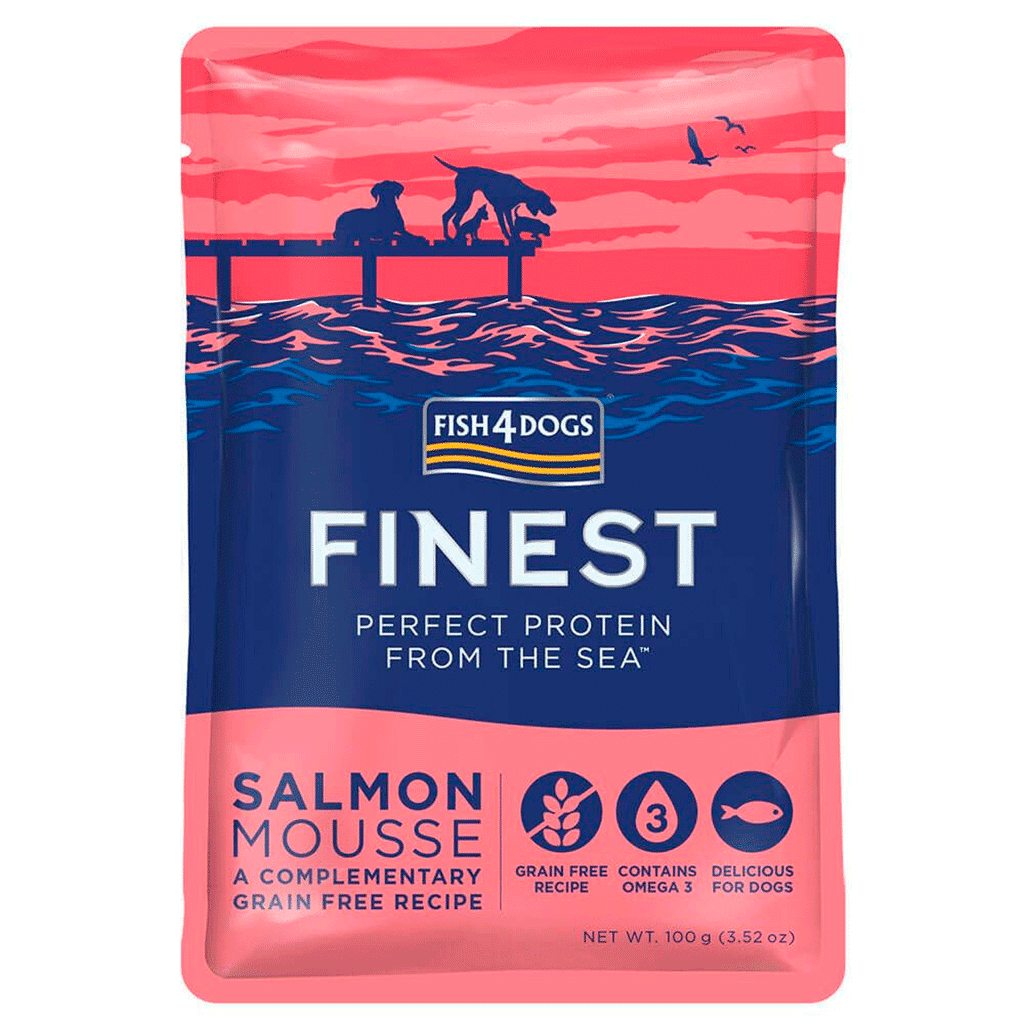 FISH4DOGS®
FINEST
PERFECT PROTEIN
FROM THE SEA™
SALMON
MOUSSE
A COMPLEMENTARY
GRAIN FREE RECIPE
3
GRAIN FREE
RECIPE
CONTAINS
OMEGA 3
DELICIOUS
FOR DOGS
NET WT. 100 g (3.52 oz)